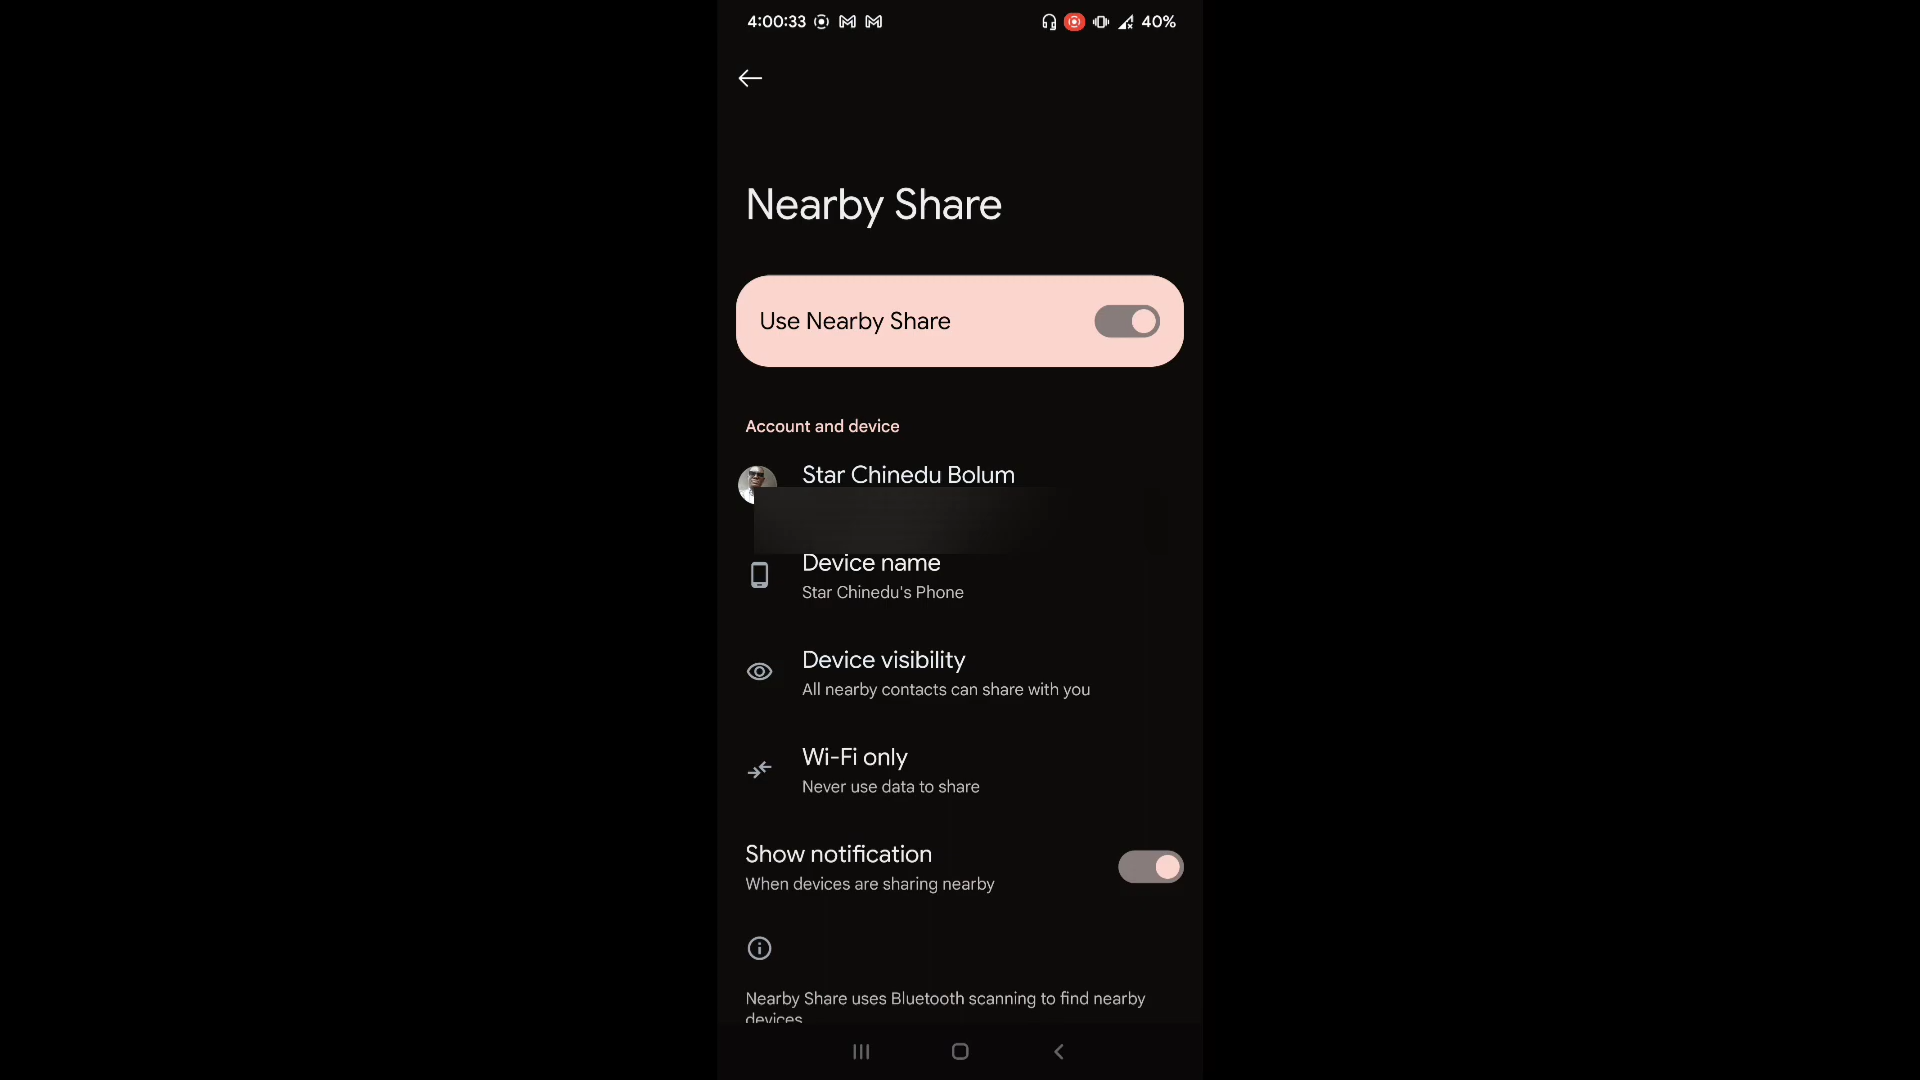 4:00:33
40%
Nearby Share
Use Nearby Share
Account and device
Star Chinedu Bolum
Device name
Star Chinedu's Phone
Device visibility
All nearby contacts can share with you
Wi-Fi only
Never use data to share
Show notification
When devices are sharing nearby
Nearby Share uses Bluetooth scanning to find nearby
devices